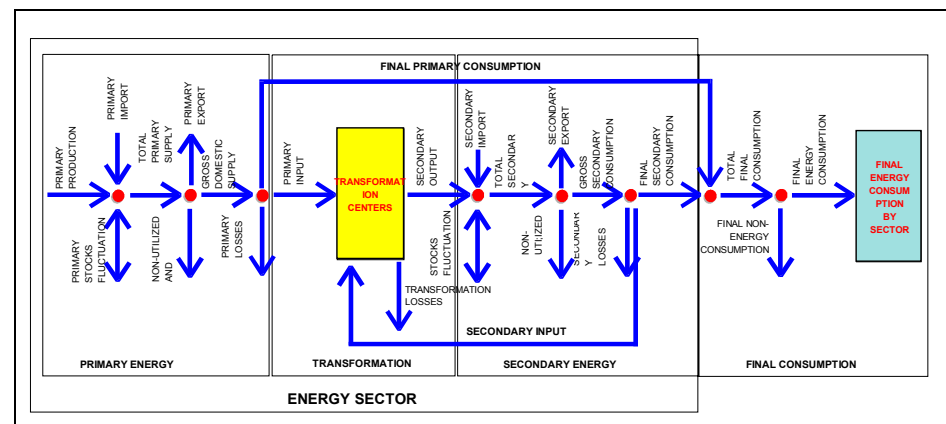 FINAL PRIMARY CONSUMPTION
PRIMARY
PRODUCTION
PRIMARY
IMPORT
TOTAL
PRIMARY
SUPPLY
PRIMARY
EXPORT
GROSS
DOMESTIC
SUPPLY
PRIMARY
INPUT
PRIMARY
STOCKS
FLUCTUATION
NON-UTILIZED
AND
PRIMARY
LOSSES
TRANSFORMAT
ION
CENTERS
SECONDARY
OUTPUT
TRANSFORMATION
LOSSES
SECONDARY
IMPORT
TOTAL
SECONDAR
Y
SECONDARY
EXPORT
GROSS
SECONDARY
CONSUMPTION
FINAL
SECONDARY
CONSUMPTION
STOCKS
FLUCTUATION
NON-
UTILIZED
SECONDAR
Y
LOSSES
SECONDARY INPUT
TOTAL
FINAL
CONSUMPTION
FINAL
ENERGY
CONSUMPTION
FINAL NON-
ENERGY
CONSUMPTION
FINAL
ENERGY
CONSUM
PTION
BY
SECTOR
PRIMARY ENERGY
TRANSFORMATION
SECONDARY ENERGY
FINAL CONSUMPTION
ENERGY SECTOR